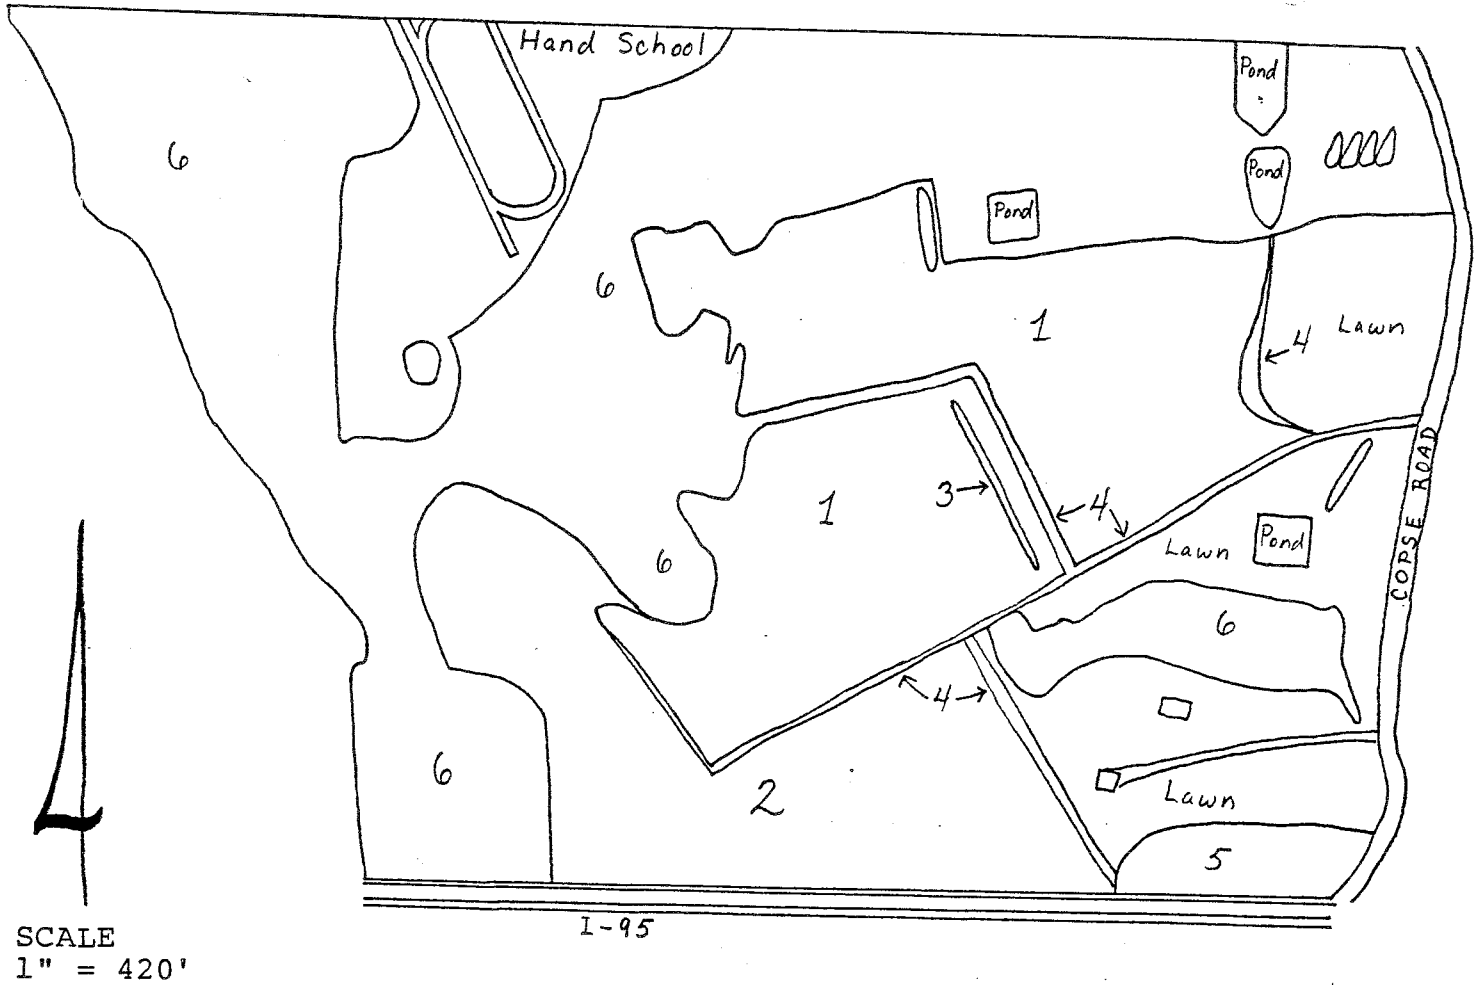 Hand School
Pond
6
Pond
Pond
6
1
4
Lawn
3
4
1
Lawn
Pond
COPSE ROAD
6
6
4
6
2
Lawn
5
I-95
SCALE
1" = 420'